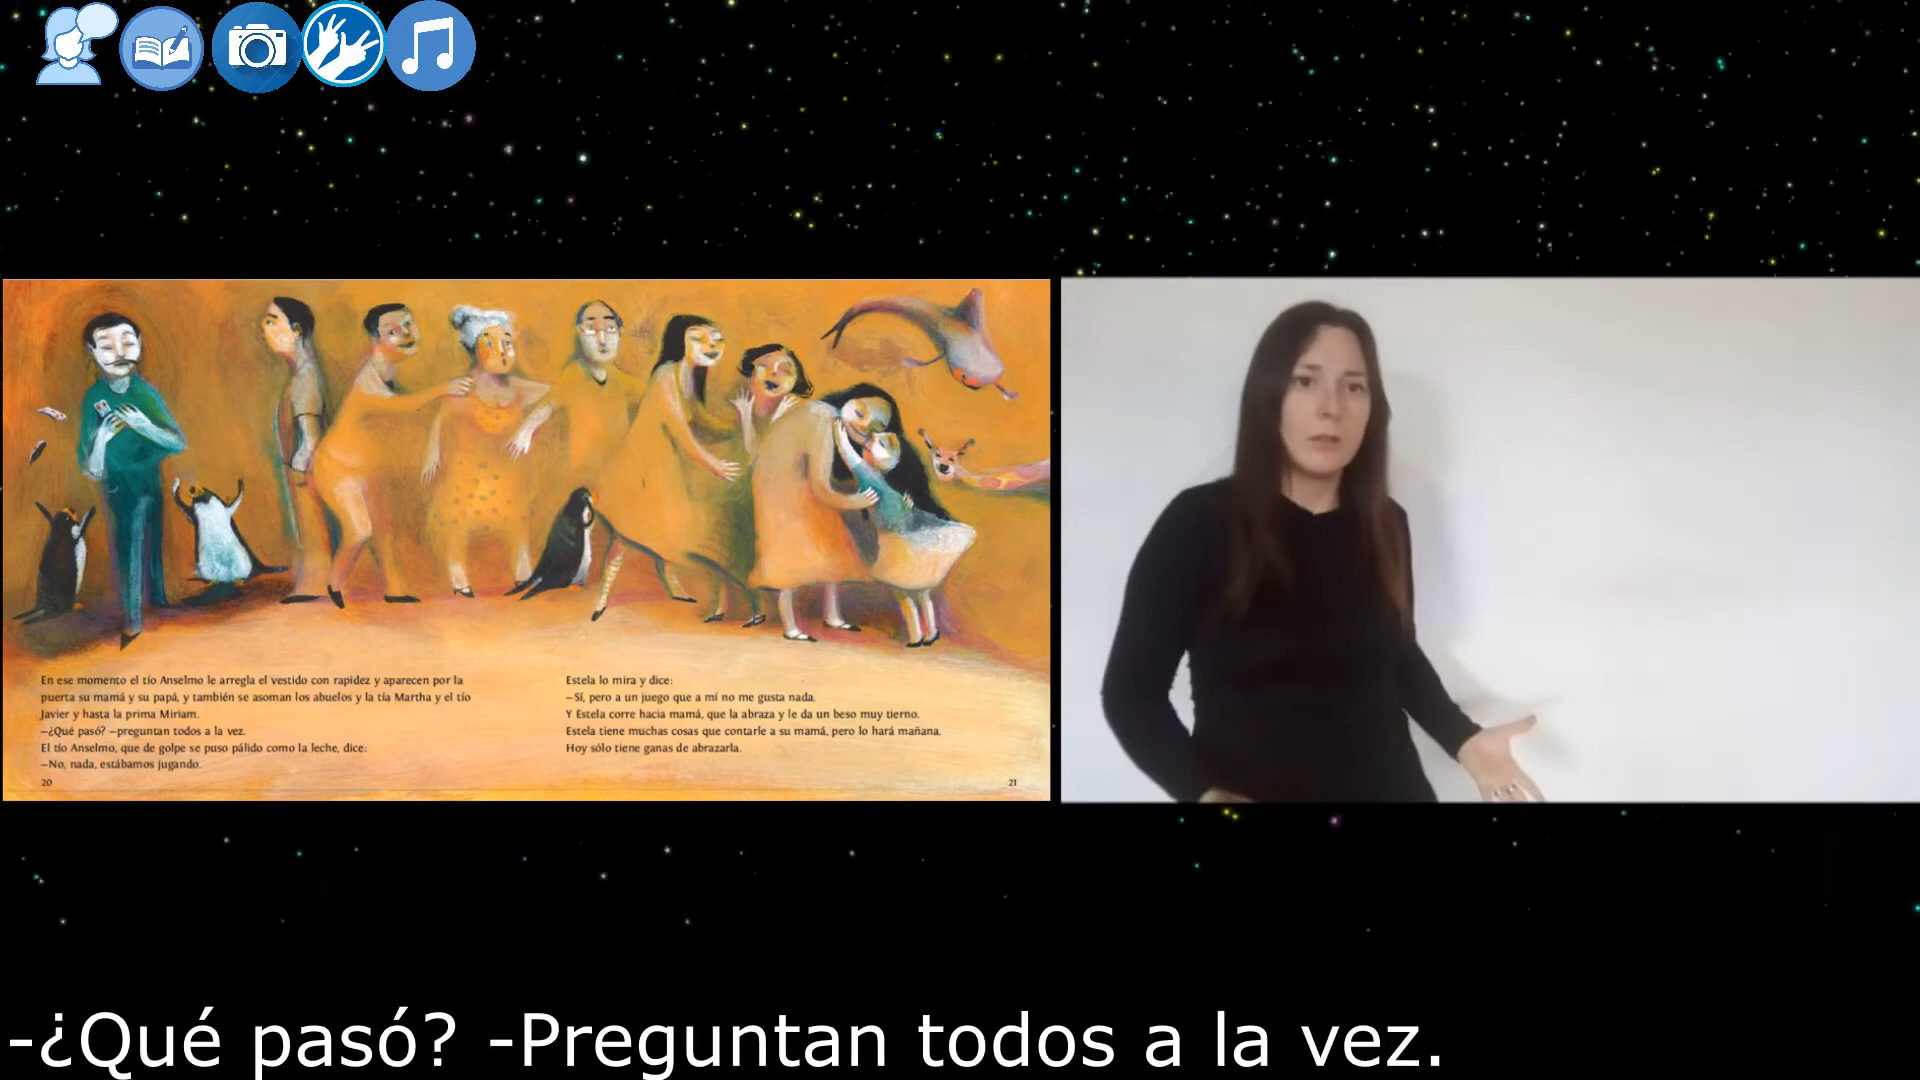 En ese momento el tío Anselmo le arregla el vestido con rapidez y aparecen por la
puerta su mamá y su papá, y también se asoman los abuelos y la tía Martha y el tío
Javier y hasta la prima Miriam.
—¿Qué pasó? —preguntan todos a la vez.
El tío Anselmo, que de golpe se puso pálido como la leche, dice:
—No, nada, estábamos jugando.
20
Estela lo mira y dice:
—Sí, pero a un juego que a mí no me gusta nada.
Y Estela corre hacia mamá, que la abraza y le da un beso muy tierno.
Estela tiene muchas cosas que contarle a su mamá, pero lo hará mañana.
Hoy sólo tiene ganas de abrazarla.
21
-¿Qué pasó? -Preguntan todos a la vez.